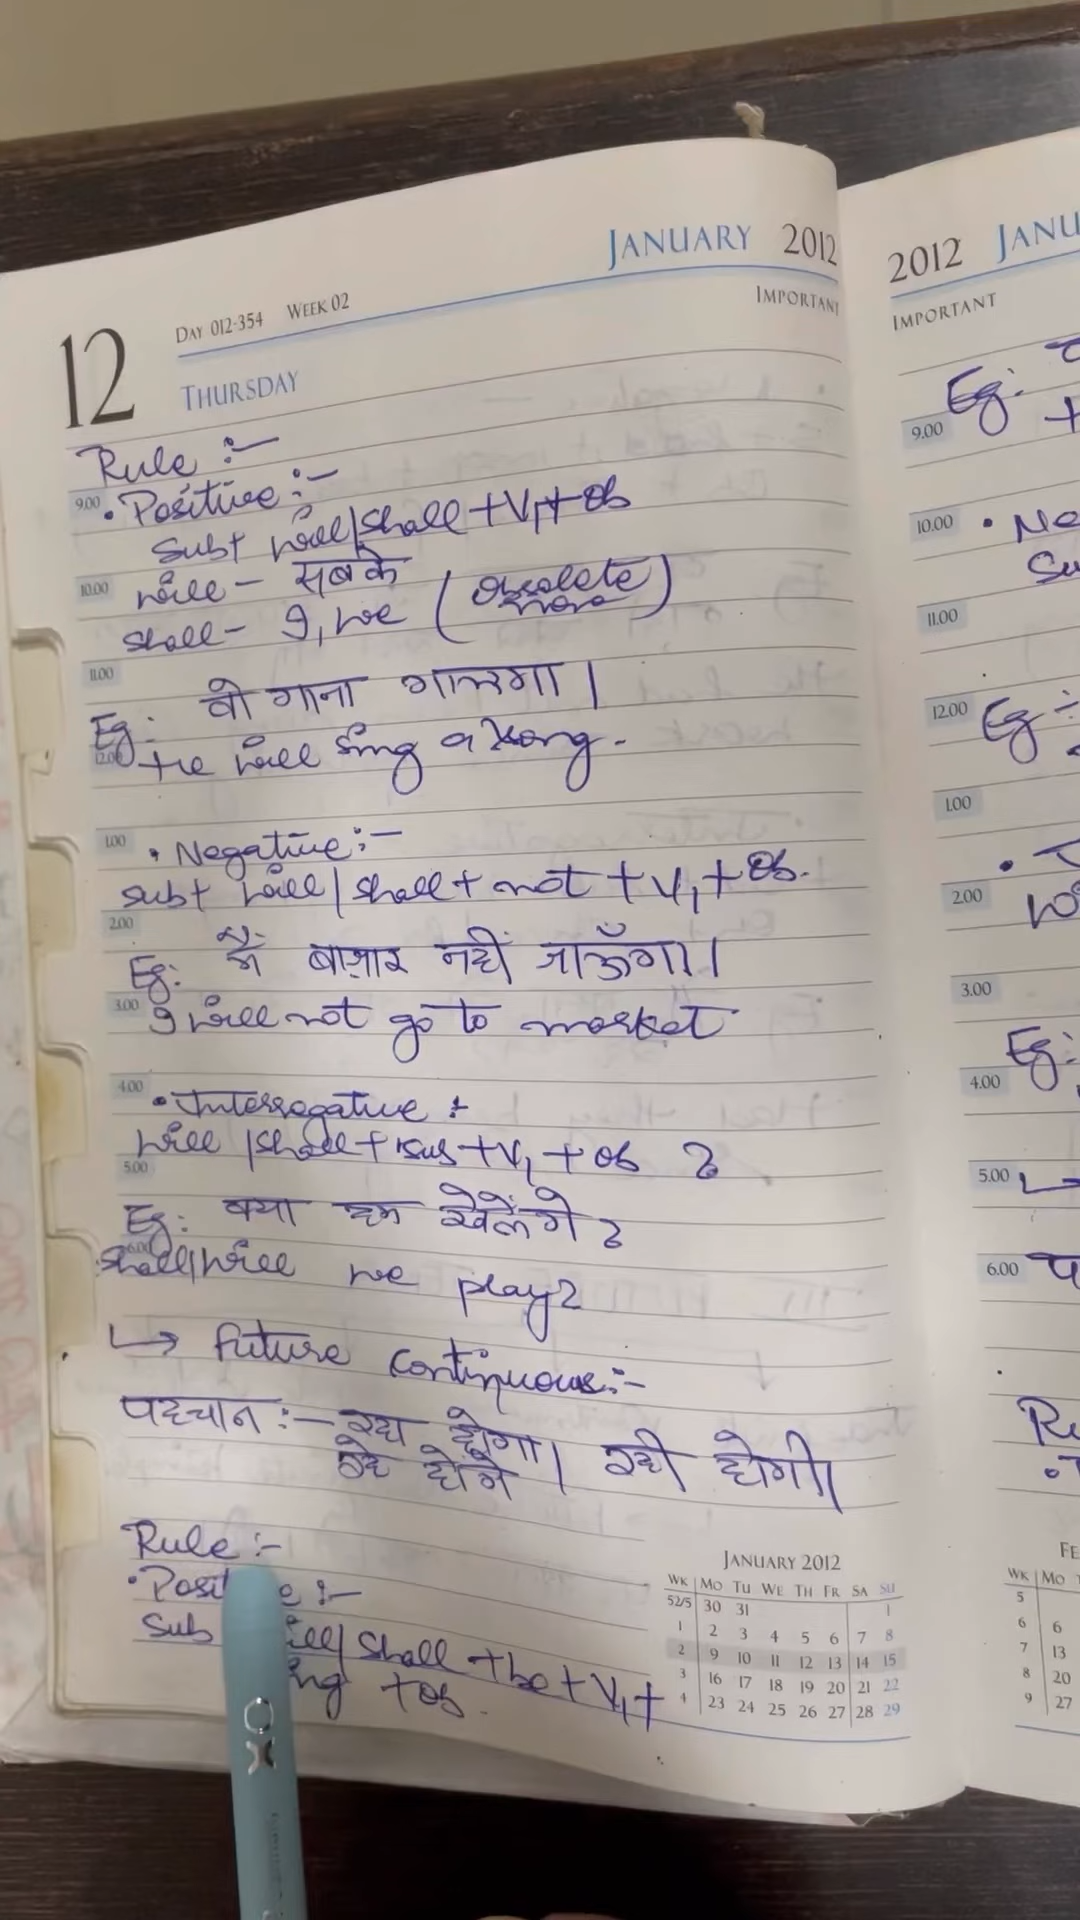 JANUARY 2012
IMPORTANT
12
DAY 012-354 WEEK 02
THURSDAY
Rule :-
9.00
• Positive :-
Sub+ will/shall + V1 + Ob
10.00
will - सबके
shall - I, we (Obsolete now)
11.00
Eg: वो गाना गाएगा।
12.00
He will sing a song.
1.00
• Negative :-
sub+ will/shall + not + V1 + Ob.
2.00
Eg: मैं बाज़ार नहीं जाऊँगा।
3.00
I will not go to market
4.00
• Interrogative :-
will/shall + sub + V1 + ob ?
5.00
Eg: क्या हम खेलेंगे ?
6.00
shall/will we play?
↳ Future Continuous :-
पहचान :- रहा होगा। रही होगी।
रहे होंगे
Rule :-
• Positive :-
Sub will/shall + be + V1 +
ing + ob.
JANUARY 2012
WK MO TU WE TH FR SA SU
52/5 30 31 1
1 2 3 4 5 6 7 8
2 9 10 11 12 13 14 15
3 16 17 18 19 20 21 22
4 23 24 25 26 27 28 29
2012 JANU
IMPORTANT
Eg:
9.00
10.00 • Ne
Su
11.00
12.00 Eg:
1.00
2.00
3.00
Eg:
4.00
5.00
6.00
Ru
FE
WK MO
5
6 6
7 13
8 20
9 27
OX